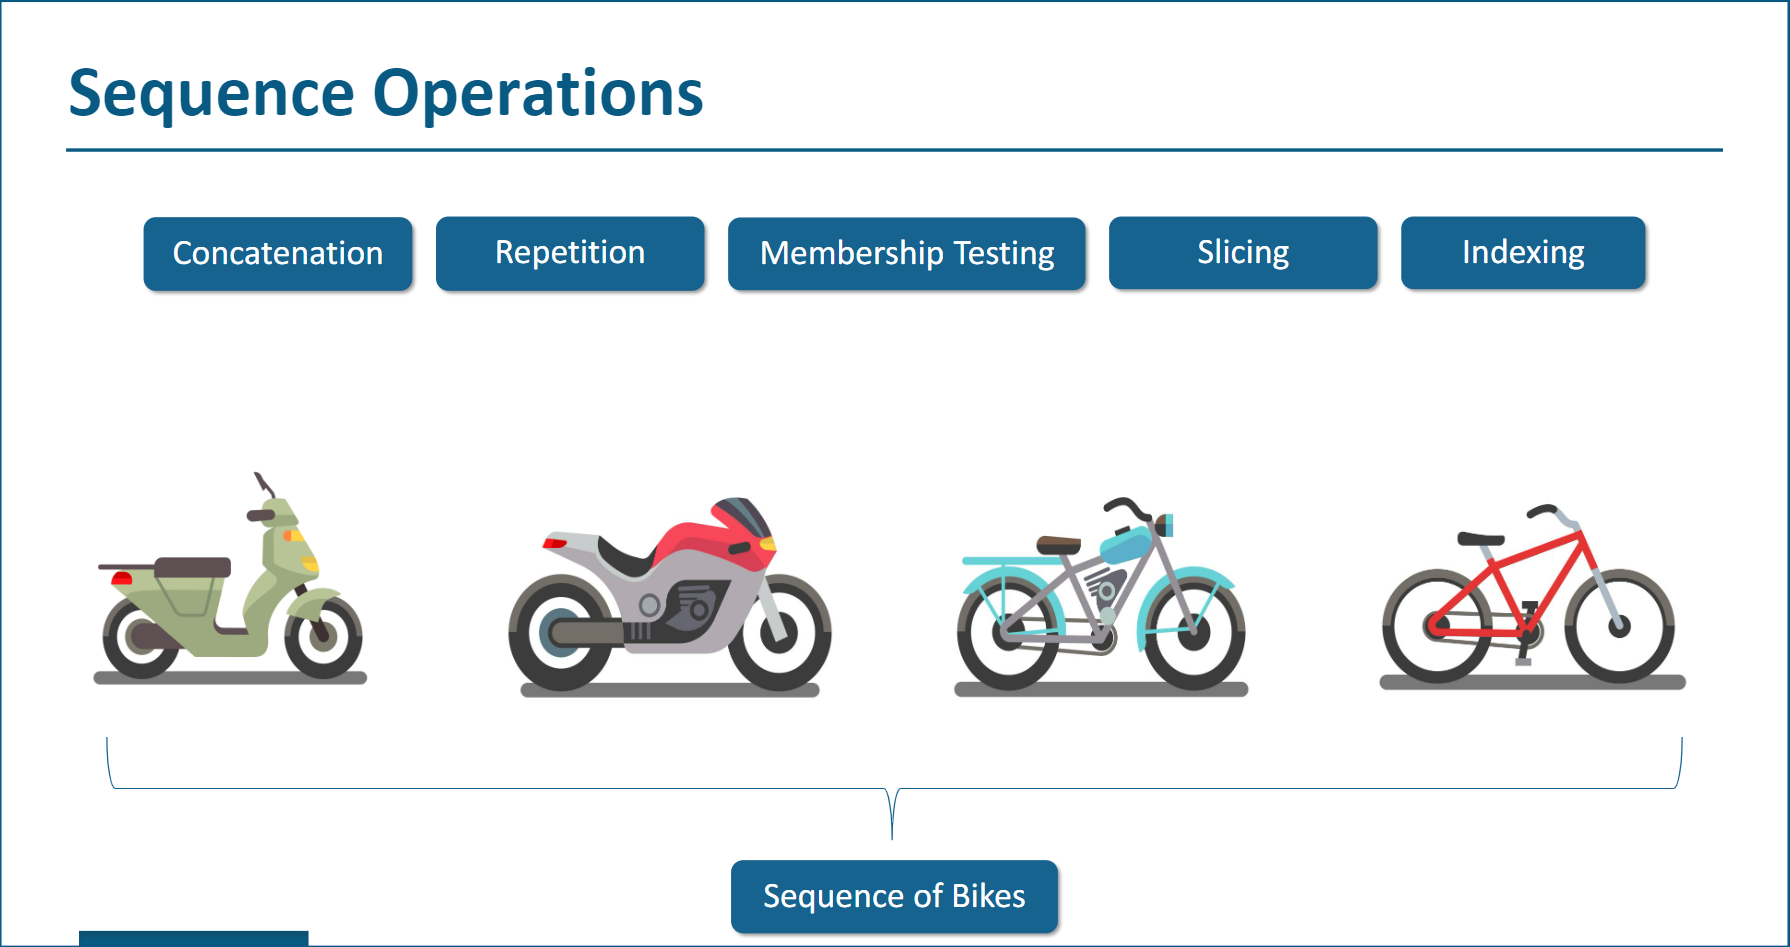 Sequence Operations
Concatenation
Repetition
Membership Testing
Slicing
Indexing
Sequence of Bikes